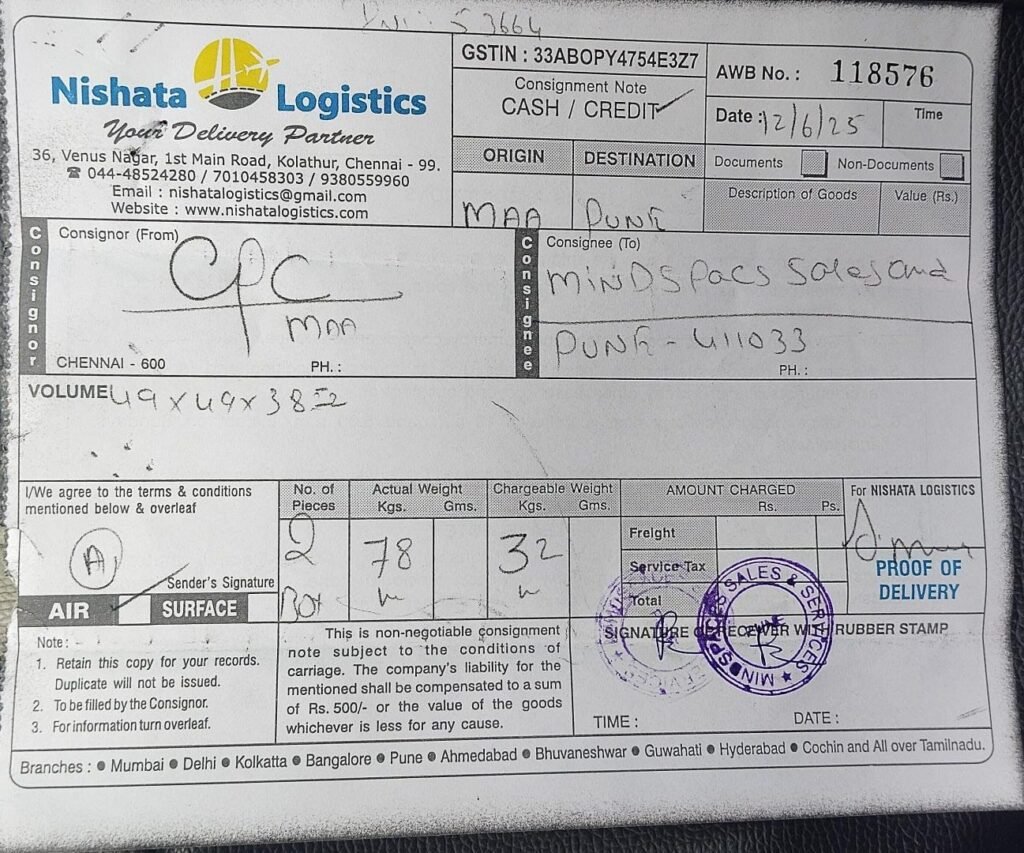 53664
Nishata Logistics
Your Delivery Partner
36, Venus Nagar, 1st Main Road, Kolathur, Chennai - 99.
☎ 044-48524280 / 7010458303 / 9380559960
Email : nishatalogistics@gmail.com
Website : www.nishatalogistics.com
GSTIN : 33ABOPY4754E3Z7
Consignment Note
CASH / CREDIT ✓
AWB No. : 118576
Date : 12/6/25
Time
ORIGIN
MAA
DESTINATION
PUNE
Documents
Non-Documents
Description of Goods
Value (Rs.)
Consignor
Consignor (From)
CPC
MAA
CHENNAI - 600
PH. :
Consignee
Consignee (To)
MINDSPACS Sales and
PUNE - 411033
PH. :
VOLUME 49x49x38
I/We agree to the terms & conditions
mentioned below & overleaf
A
Sender's Signature
AIR ✓
SURFACE
No. of Pieces
2
Box
Actual Weight
Kgs. Gms.
78
Chargeable Weight
Kgs. Gms.
32
AMOUNT CHARGED
Rs. Ps.
Freight
Service Tax
Total
For NISHATA LOGISTICS
PROOF OF
DELIVERY
SIGNATURE OF RECEIVER WITH RUBBER STAMP
MINDSPACES SALES & SERVICES
PUNE
TIME :
DATE :
Note :
1. Retain this copy for your records.
Duplicate will not be issued.
2. To be filled by the Consignor.
3. For information turn overleaf.
This is non-negotiable consignment
note subject to the conditions of
carriage. The company's liability for the
mentioned shall be compensated to a sum
of Rs. 500/- or the value of the goods
whichever is less for any cause.
Branches : ● Mumbai ● Delhi ● Kolkatta ● Bangalore ● Pune ● Ahmedabad ● Bhuvaneshwar ● Guwahati ● Hyderabad ● Cochin and All over Tamilnadu.